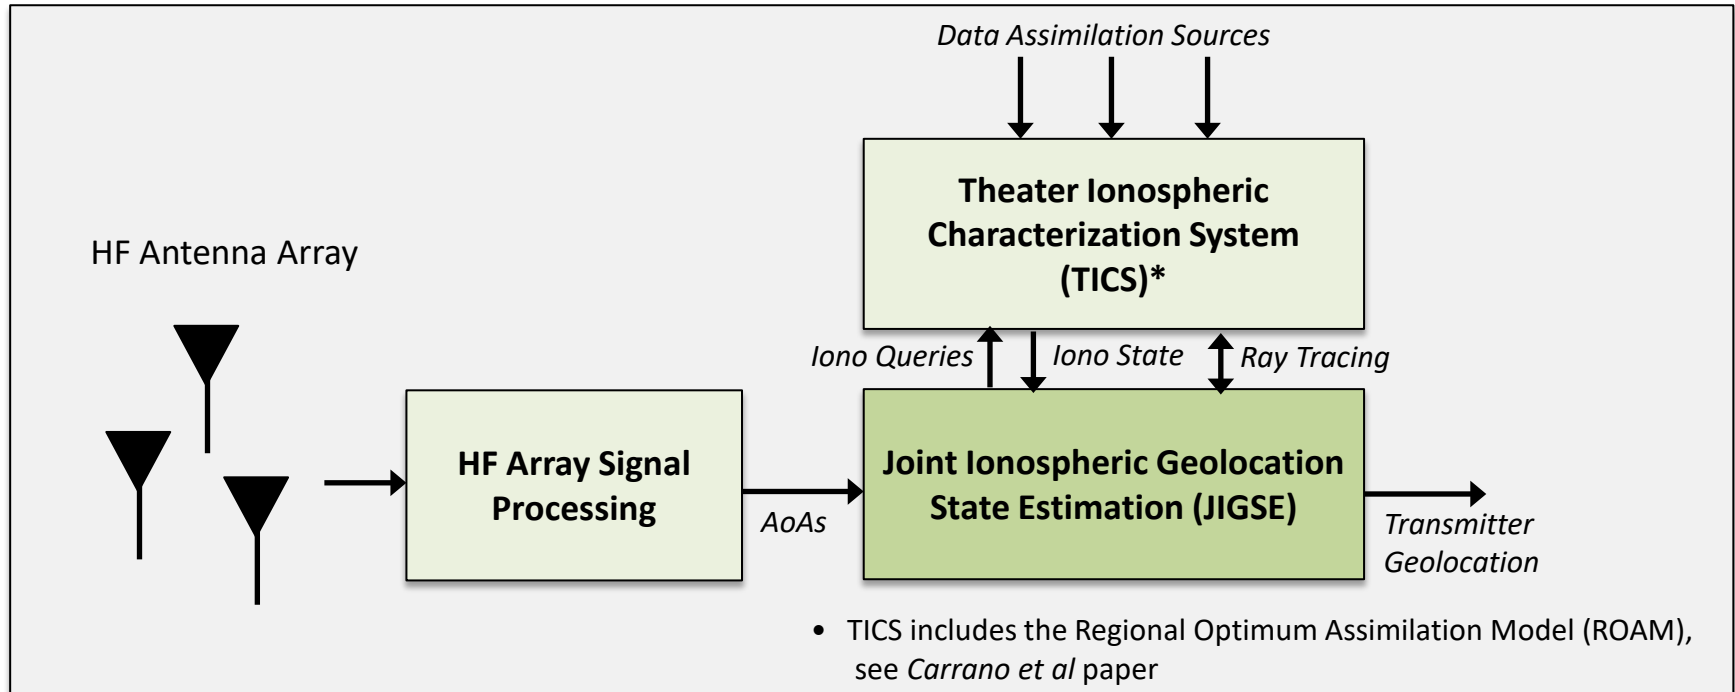 Data Assimilation Sources
Theater Ionospheric
Characterization System
(TICS)*
HF Antenna Array
Iono Queries
Iono State
Ray Tracing
HF Array Signal
Processing
AoAs
Joint Ionospheric Geolocation
State Estimation (JIGSE)
Transmitter
Geolocation
• TICS includes the Regional Optimum Assimilation Model (ROAM),
see Carrano et al paper